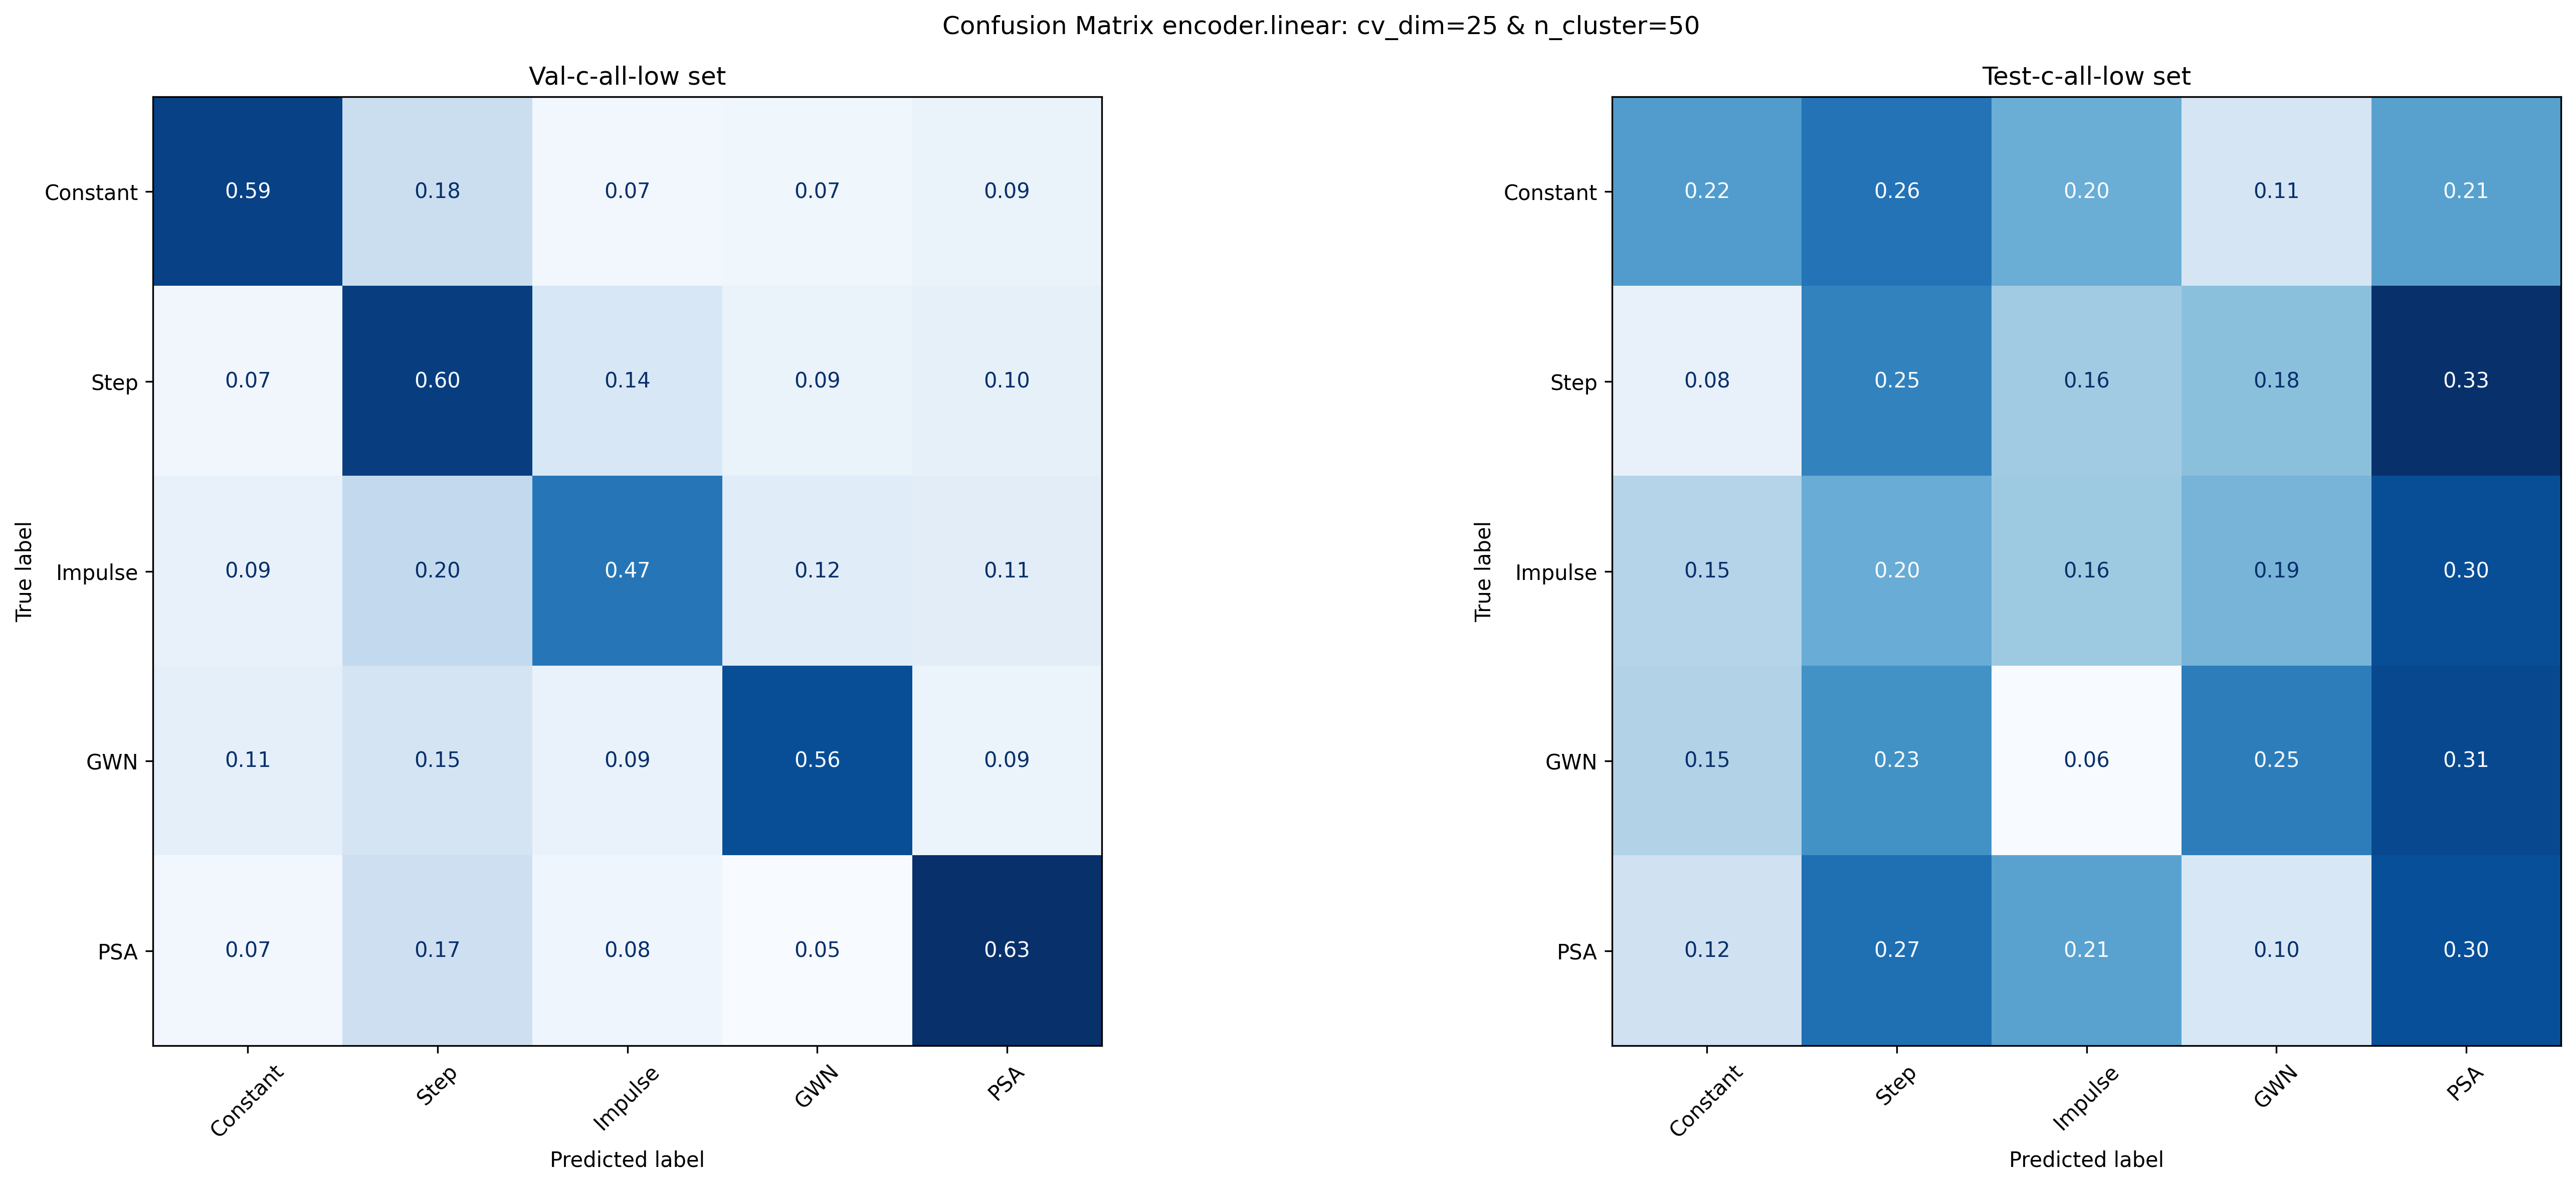 Confusion Matrix encoder.linear: cv_dim=25 & n_cluster=50
Val-c-all-low set
True label
Constant 0.59 0.18 0.07 0.07 0.09
Step 0.07 0.60 0.14 0.09 0.10
Impulse 0.09 0.20 0.47 0.12 0.11
GWN 0.11 0.15 0.09 0.56 0.09
PSA 0.07 0.17 0.08 0.05 0.63
Constant Step Impulse GWN PSA
Predicted label
Test-c-all-low set
True label
Constant 0.22 0.26 0.20 0.11 0.21
Step 0.08 0.25 0.16 0.18 0.33
Impulse 0.15 0.20 0.16 0.19 0.30
GWN 0.15 0.23 0.06 0.25 0.31
PSA 0.12 0.27 0.21 0.10 0.30
Constant Step Impulse GWN PSA
Predicted label